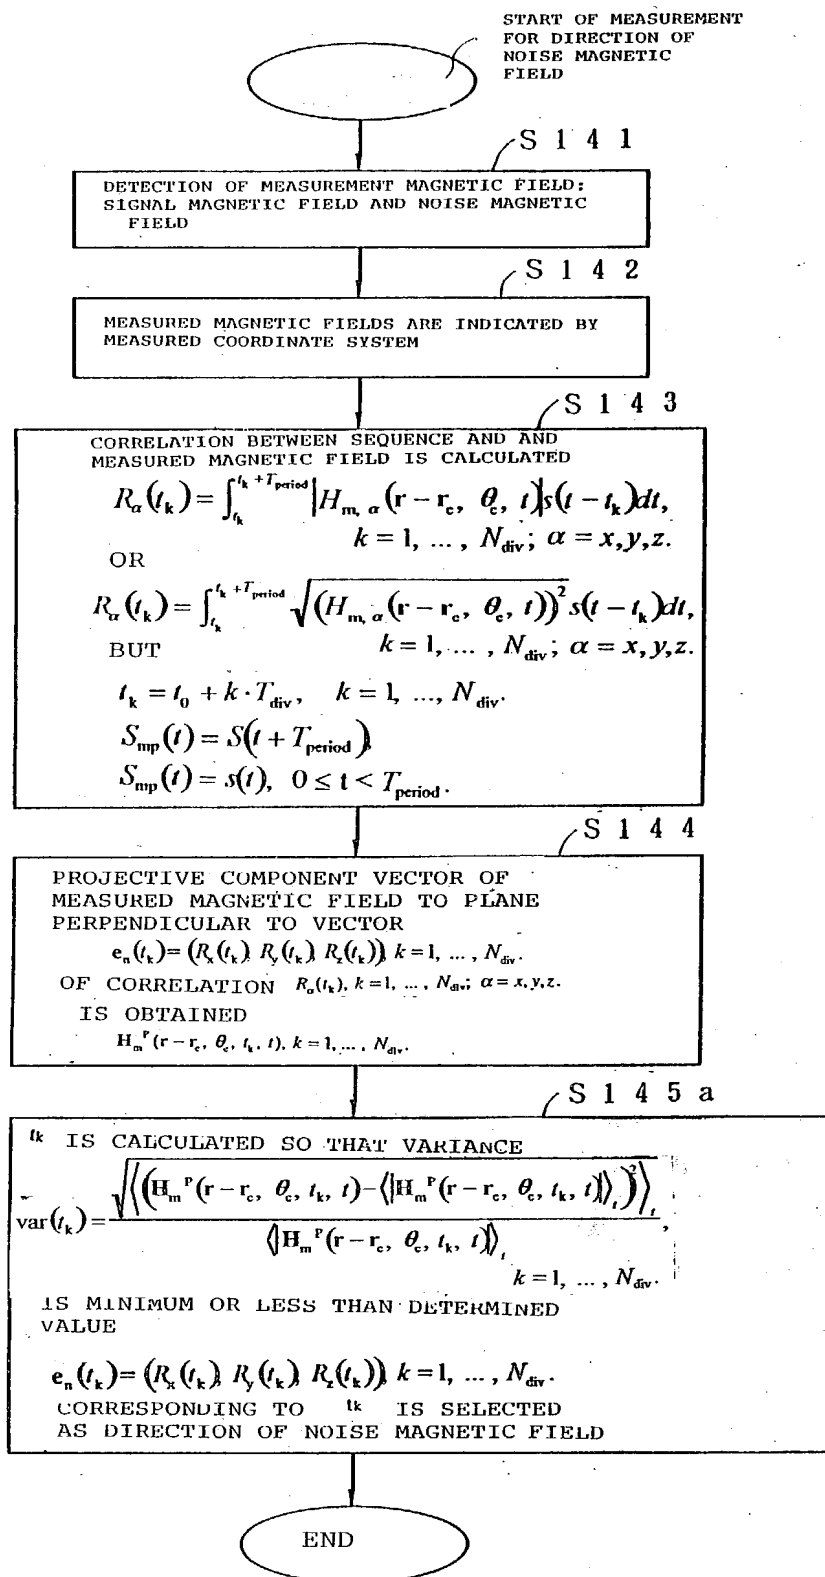 START OF MEASUREMENT
FOR DIRECTION OF
NOISE MAGNETIC
FIELD
S 1 4 1
DETECTION OF MEASUREMENT MAGNETIC FIELD:
SIGNAL MAGNETIC FIELD AND NOISE MAGNETIC
FIELD
S 1 4 2
MEASURED MAGNETIC FIELDS ARE INDICATED BY
MEASURED COORDINATE SYSTEM
S 1 4 3
CORRELATION BETWEEN SEQUENCE AND AND
MEASURED MAGNETIC FIELD IS CALCULATED
R_α(t_k) = ∫_{t_k}^{t_k + T_period} |H_{m, α}(r − r_c, θ_c, t)| s(t − t_k)dt,
k = 1, ... , N_div; α = x,y,z.
OR
R_α(t_k) = ∫_{t_k}^{t_k + T_period} √((H_{m, α}(r − r_c, θ_c, t))²) s(t − t_k)dt,
BUT k = 1, ... , N_div; α = x,y,z.
t_k = t_0 + k · T_div, k = 1, ..., N_div.
S_mp(t) = S(t + T_period),
S_mp(t) = s(t), 0 ≤ t < T_period.
S 1 4 4
PROJECTIVE COMPONENT VECTOR OF
MEASURED MAGNETIC FIELD TO PLANE
PERPENDICULAR TO VECTOR
e_n(t_k) = (R_x(t_k), R_y(t_k), R_z(t_k)), k = 1, ... , N_div.
OF CORRELATION R_α(t_k), k = 1, ... , N_div; α = x,y,z.
IS OBTAINED
H_m^P(r − r_c, θ_c, t_k, t), k = 1, ... , N_div.
S 1 4 5 a
t_k IS CALCULATED SO THAT VARIANCE
var(t_k) = √⟨(H_m^P(r − r_c, θ_c, t_k, t) − ⟨|H_m^P(r − r_c, θ_c, t_k, t)|⟩_t)²⟩_t / ⟨|H_m^P(r − r_c, θ_c, t_k, t)|⟩_t,
k = 1, ... , N_div.
IS MINIMUM OR LESS THAN DETERMINED
VALUE
e_n(t_k) = (R_x(t_k), R_y(t_k), R_z(t_k)), k = 1, ..., N_div.
CORRESPONDING TO t_k IS SELECTED
AS DIRECTION OF NOISE MAGNETIC FIELD
END